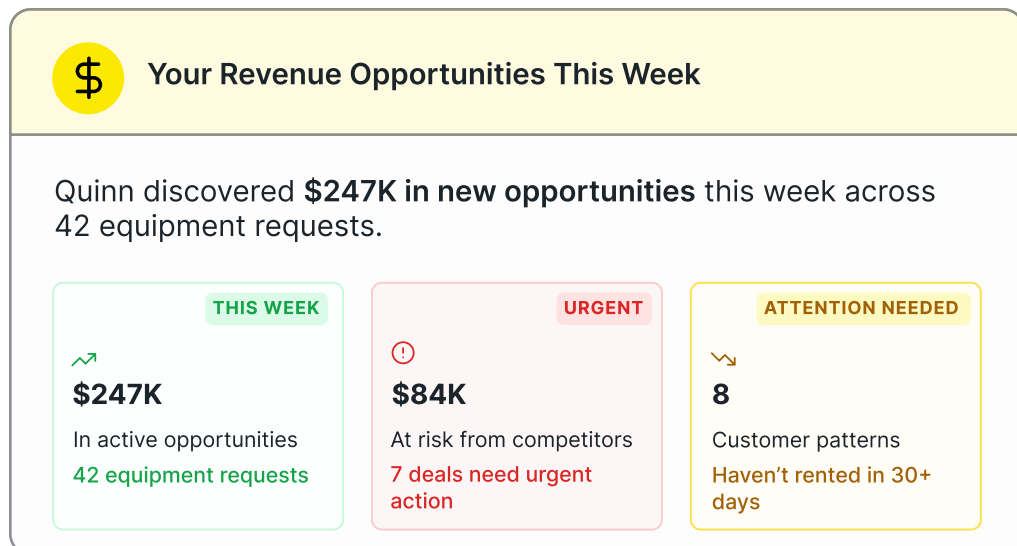 $
Your Revenue Opportunities This Week
Quinn discovered $247K in new opportunities this week across
42 equipment requests.
THIS WEEK
$247K
In active opportunities
42 equipment requests
URGENT
$84K
At risk from competitors
7 deals need urgent
action
ATTENTION NEEDED
8
Customer patterns
Haven’t rented in 30+
days